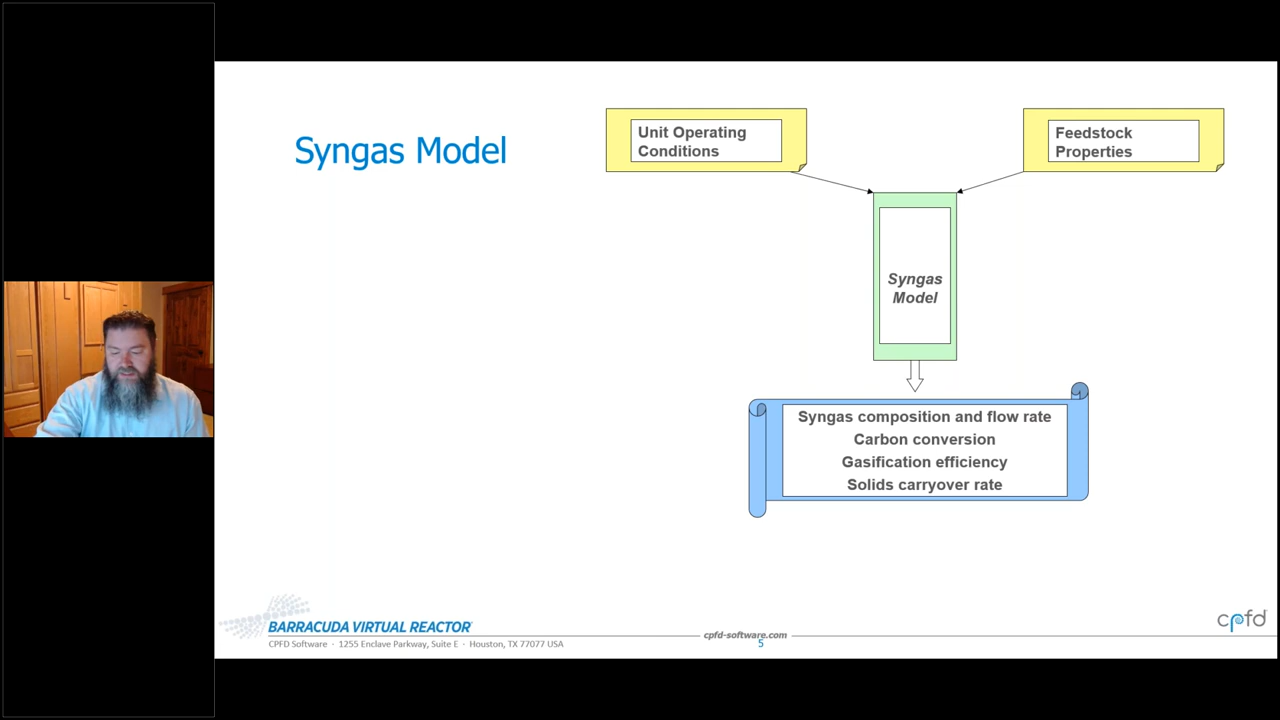 Syngas Model
Unit Operating
Conditions
Feedstock
Properties
Syngas
Model
Syngas composition and flow rate
Carbon conversion
Gasification efficiency
Solids carryover rate
BARRACUDA VIRTUAL REACTOR
CPFD Software · 1255 Enclave Parkway, Suite E · Houston, TX 77077 USA
cpfd-software.com
5
cpfd